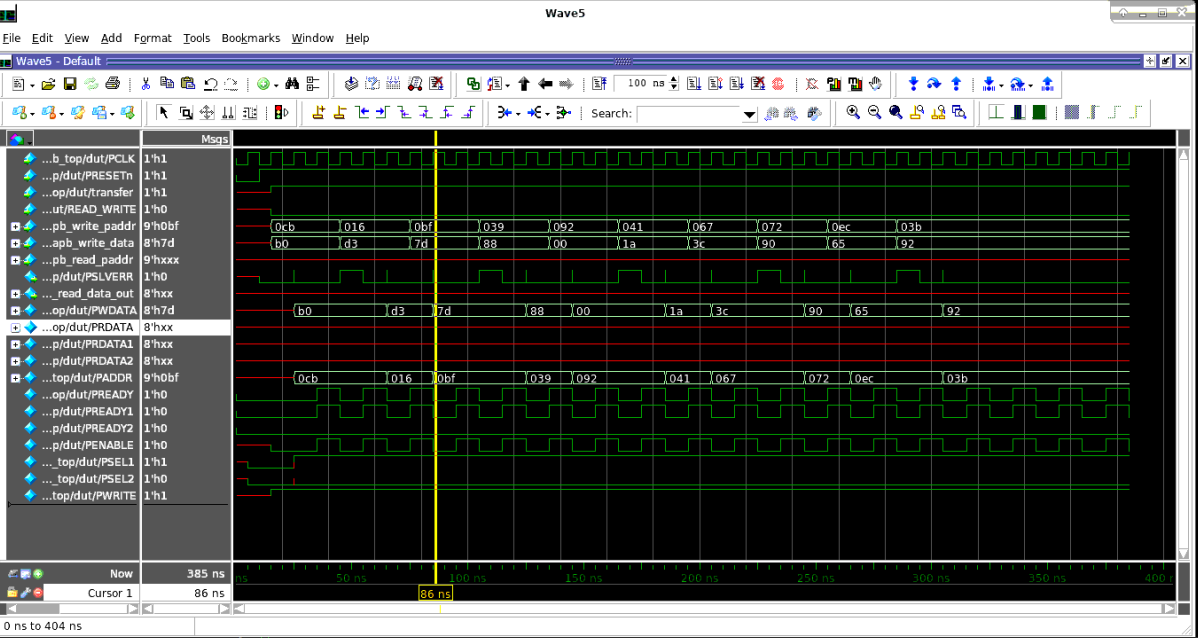 Wave5
File Edit View Add Format Tools Bookmarks Window Help
Wave5 - Default
100 ns
Search:
Msgs
...b_top/dut/PCLK 1'h1
...p/dut/PRESETn 1'h1
...op/dut/transfer 1'h1
...ut/READ_WRITE 1'h0
...pb_write_paddr 9'h0bf 0cb 016 0bf 039 092 041 067 072 0ec 03b
...apb_write_data 8'h7d b0 d3 7d 88 00 1a 3c 90 65 92
...pb_read_paddr 9'hxxx
...p/dut/PSLVERR 1'h0
..._read_data_out 8'hxx
...op/dut/PWDATA 8'h7d b0 d3 7d 88 00 1a 3c 90 65 92
...op/dut/PRDATA 8'hxx
...p/dut/PRDATA1 8'hxx
...p/dut/PRDATA2 8'hxx
...top/dut/PADDR 9'h0bf 0cb 016 0bf 039 092 041 067 072 0ec 03b
...op/dut/PREADY 1'h0
...p/dut/PREADY1 1'h0
...p/dut/PREADY2 1'h0
...p/dut/PENABLE 1'h0
..._top/dut/PSEL1 1'h1
..._top/dut/PSEL2 1'h0
...top/dut/PWRITE 1'h1
Now 385 ns ns 50 ns 100 ns 150 ns 200 ns 250 ns 300 ns 350 ns 400 r
Cursor 1 86 ns 86 ns
0 ns to 404 ns